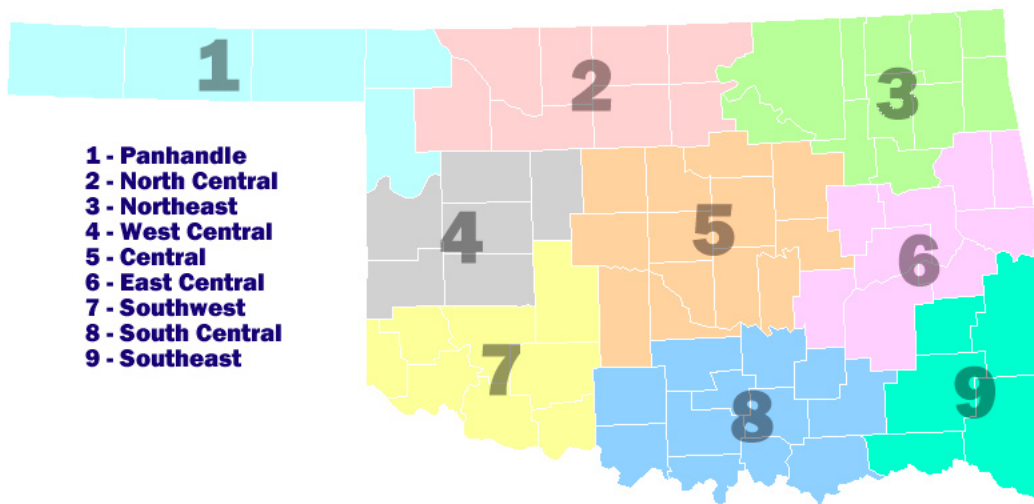 1
2
3
4
5
6
7
8
9
1 - Panhandle
2 - North Central
3 - Northeast
4 - West Central
5 - Central
6 - East Central
7 - Southwest
8 - South Central
9 - Southeast